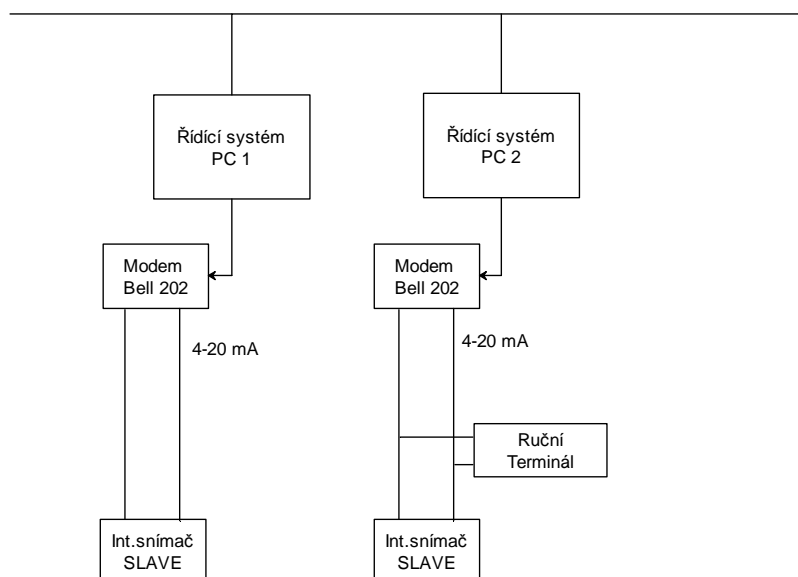 Řídící systém
PC 1
Řídící systém
PC 2
Modem
Bell 202
Modem
Bell 202
4-20 mA
4-20 mA
Ruční
Terminál
Int.snímač
SLAVE
Int.snímač
SLAVE